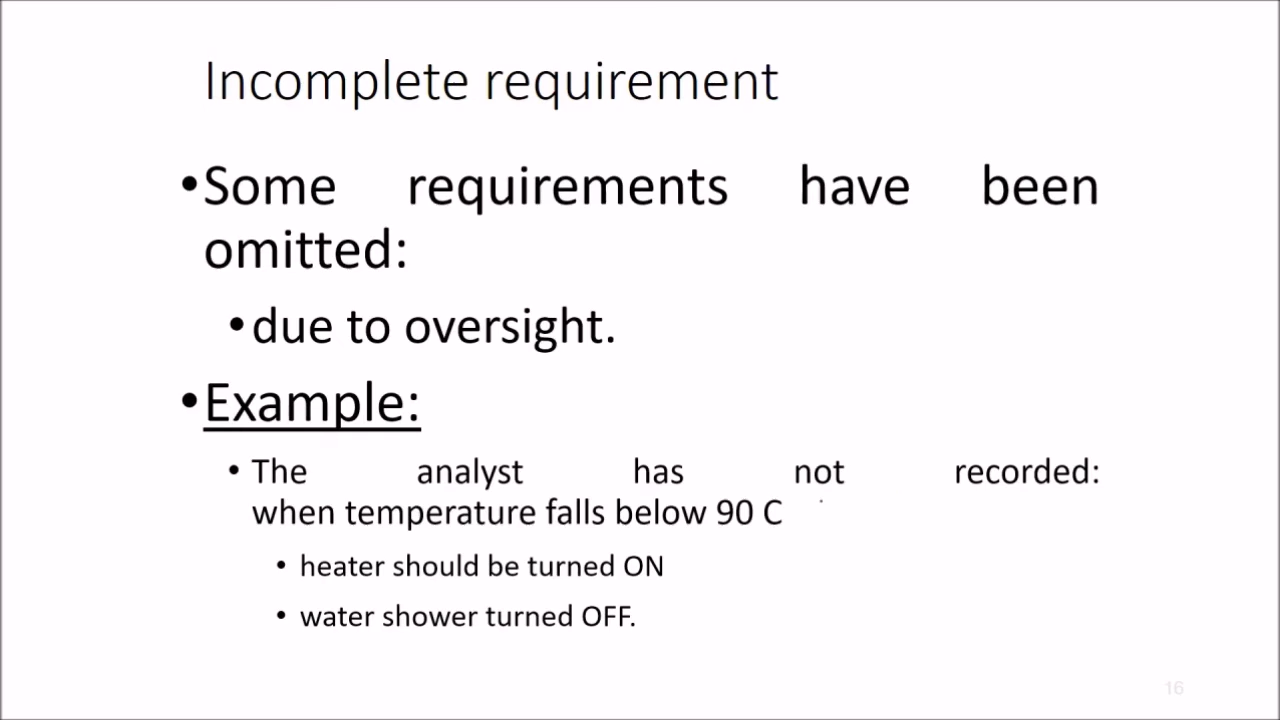 Incomplete requirement
•Some requirements have been
omitted:
•due to oversight.
•Example:
• The analyst has not recorded:
when temperature falls below 90 C
• heater should be turned ON
• water shower turned OFF.
16